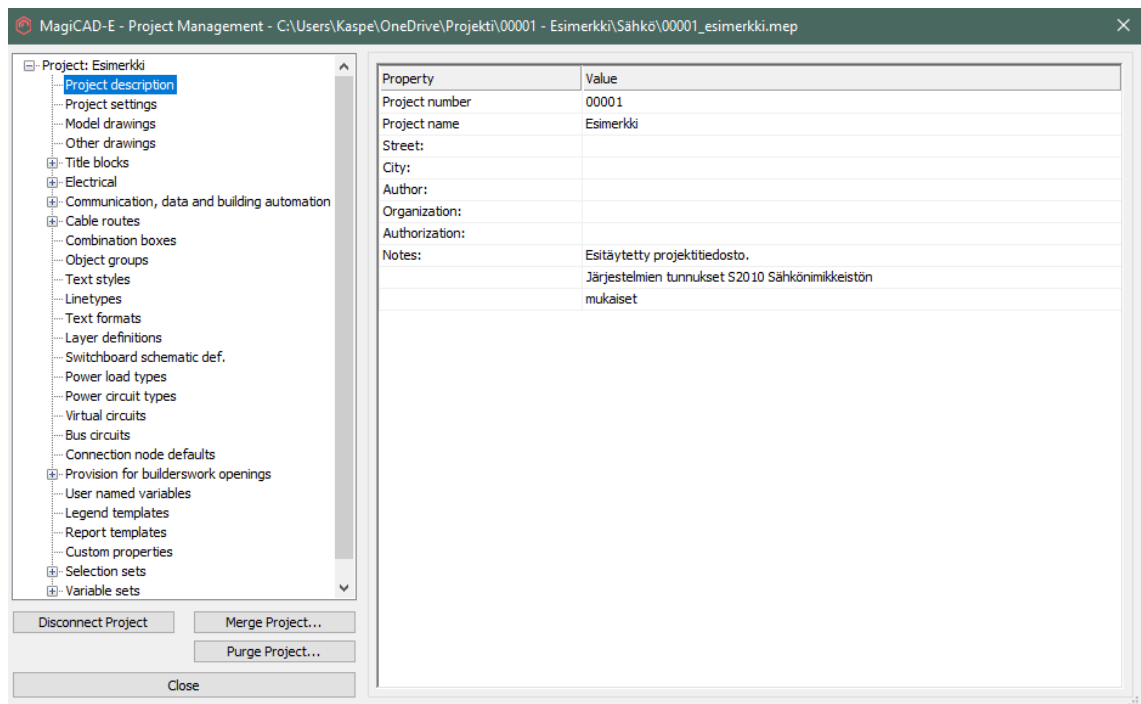 MagiCAD-E - Project Management - C:\Users\Kaspe\OneDrive\Projekti\00001 - Esimerkki\Sähkö\00001_esimerkki.mep
Project: Esimerkki
Project description
Project settings
Model drawings
Other drawings
Title blocks
Electrical
Communication, data and building automation
Cable routes
Combination boxes
Object groups
Text styles
Linetypes
Text formats
Layer definitions
Switchboard schematic def.
Power load types
Power circuit types
Virtual circuits
Bus circuits
Connection node defaults
Provision for builderswork openings
User named variables
Legend templates
Report templates
Custom properties
Selection sets
Variable sets
Disconnect Project
Merge Project...
Purge Project...
Close
Property Value
Project number 00001
Project name Esimerkki
Street:
City:
Author:
Organization:
Authorization:
Notes: Esitäytetty projektitiedosto.
Järjestelmien tunnukset S2010 Sähkönimikkeistön
mukaiset